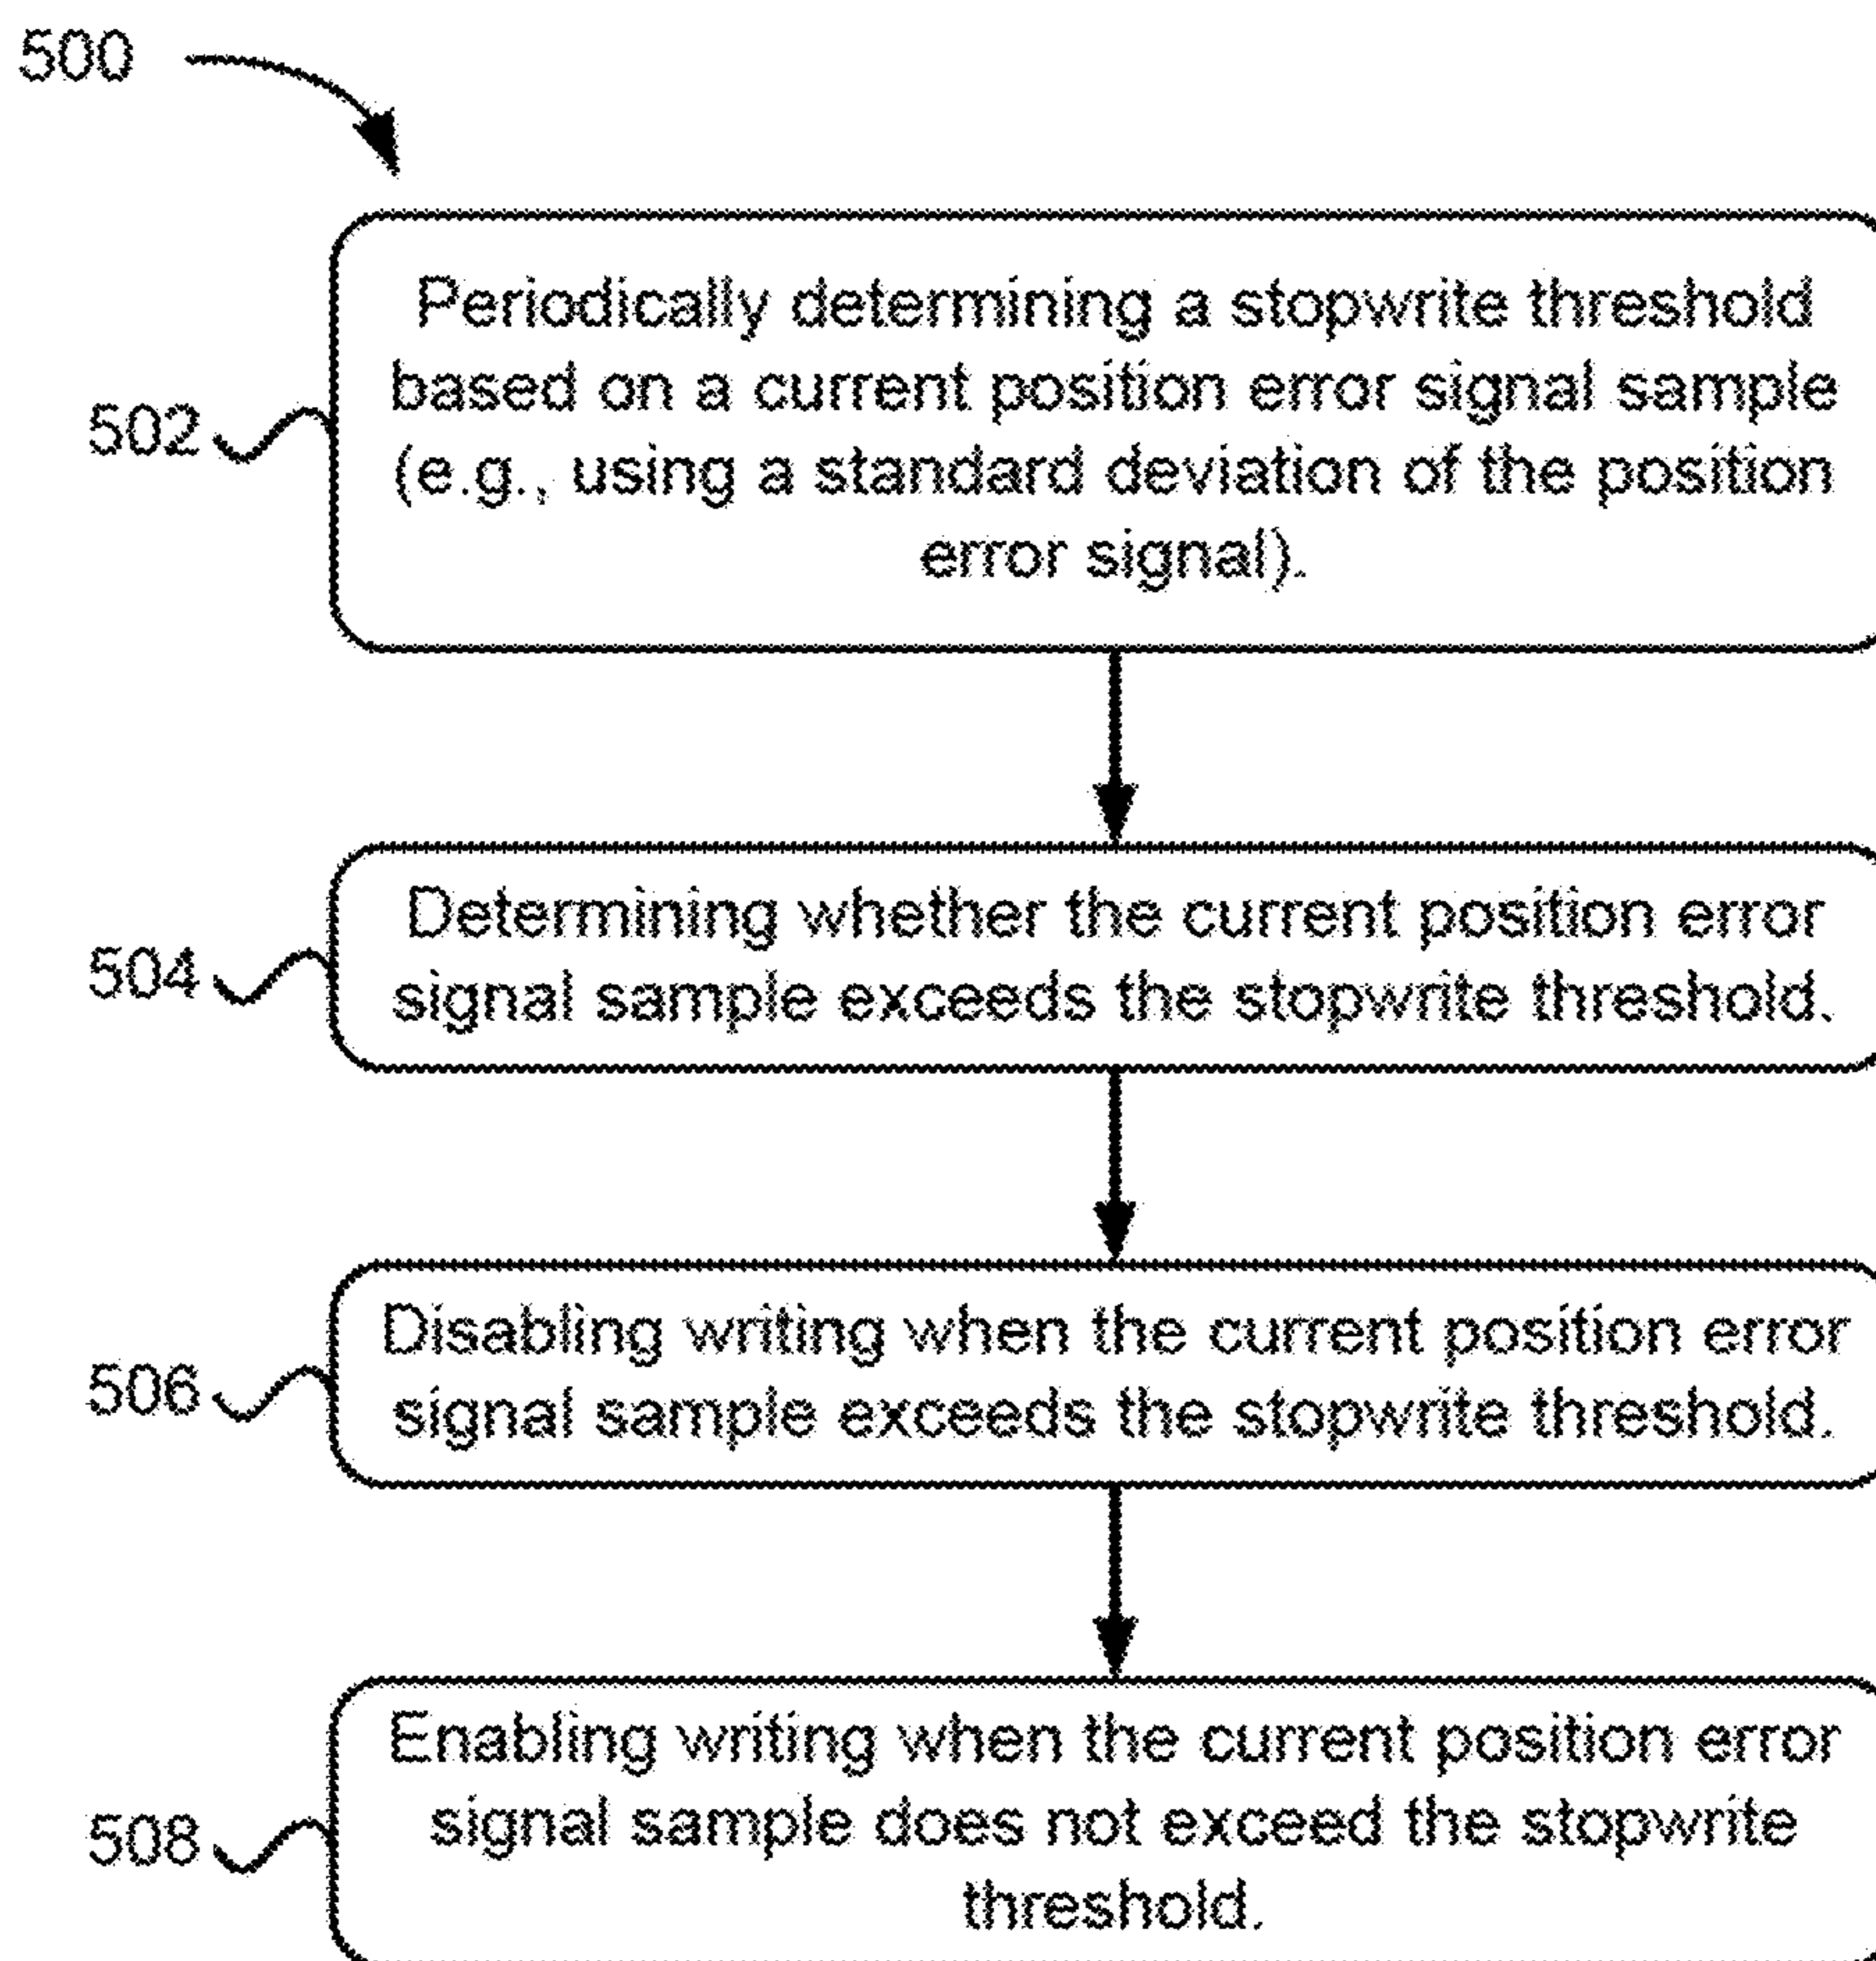 500
Periodically determining a stopwrite threshold
based on a current position error signal sample
(e.g., using a standard deviation of the position
error signal).
502
Determining whether the current position error
signal sample exceeds the stopwrite threshold.
504
Disabling writing when the current position error
signal sample exceeds the stopwrite threshold.
506
Enabling writing when the current position error
signal sample does not exceed the stopwrite
threshold.
508